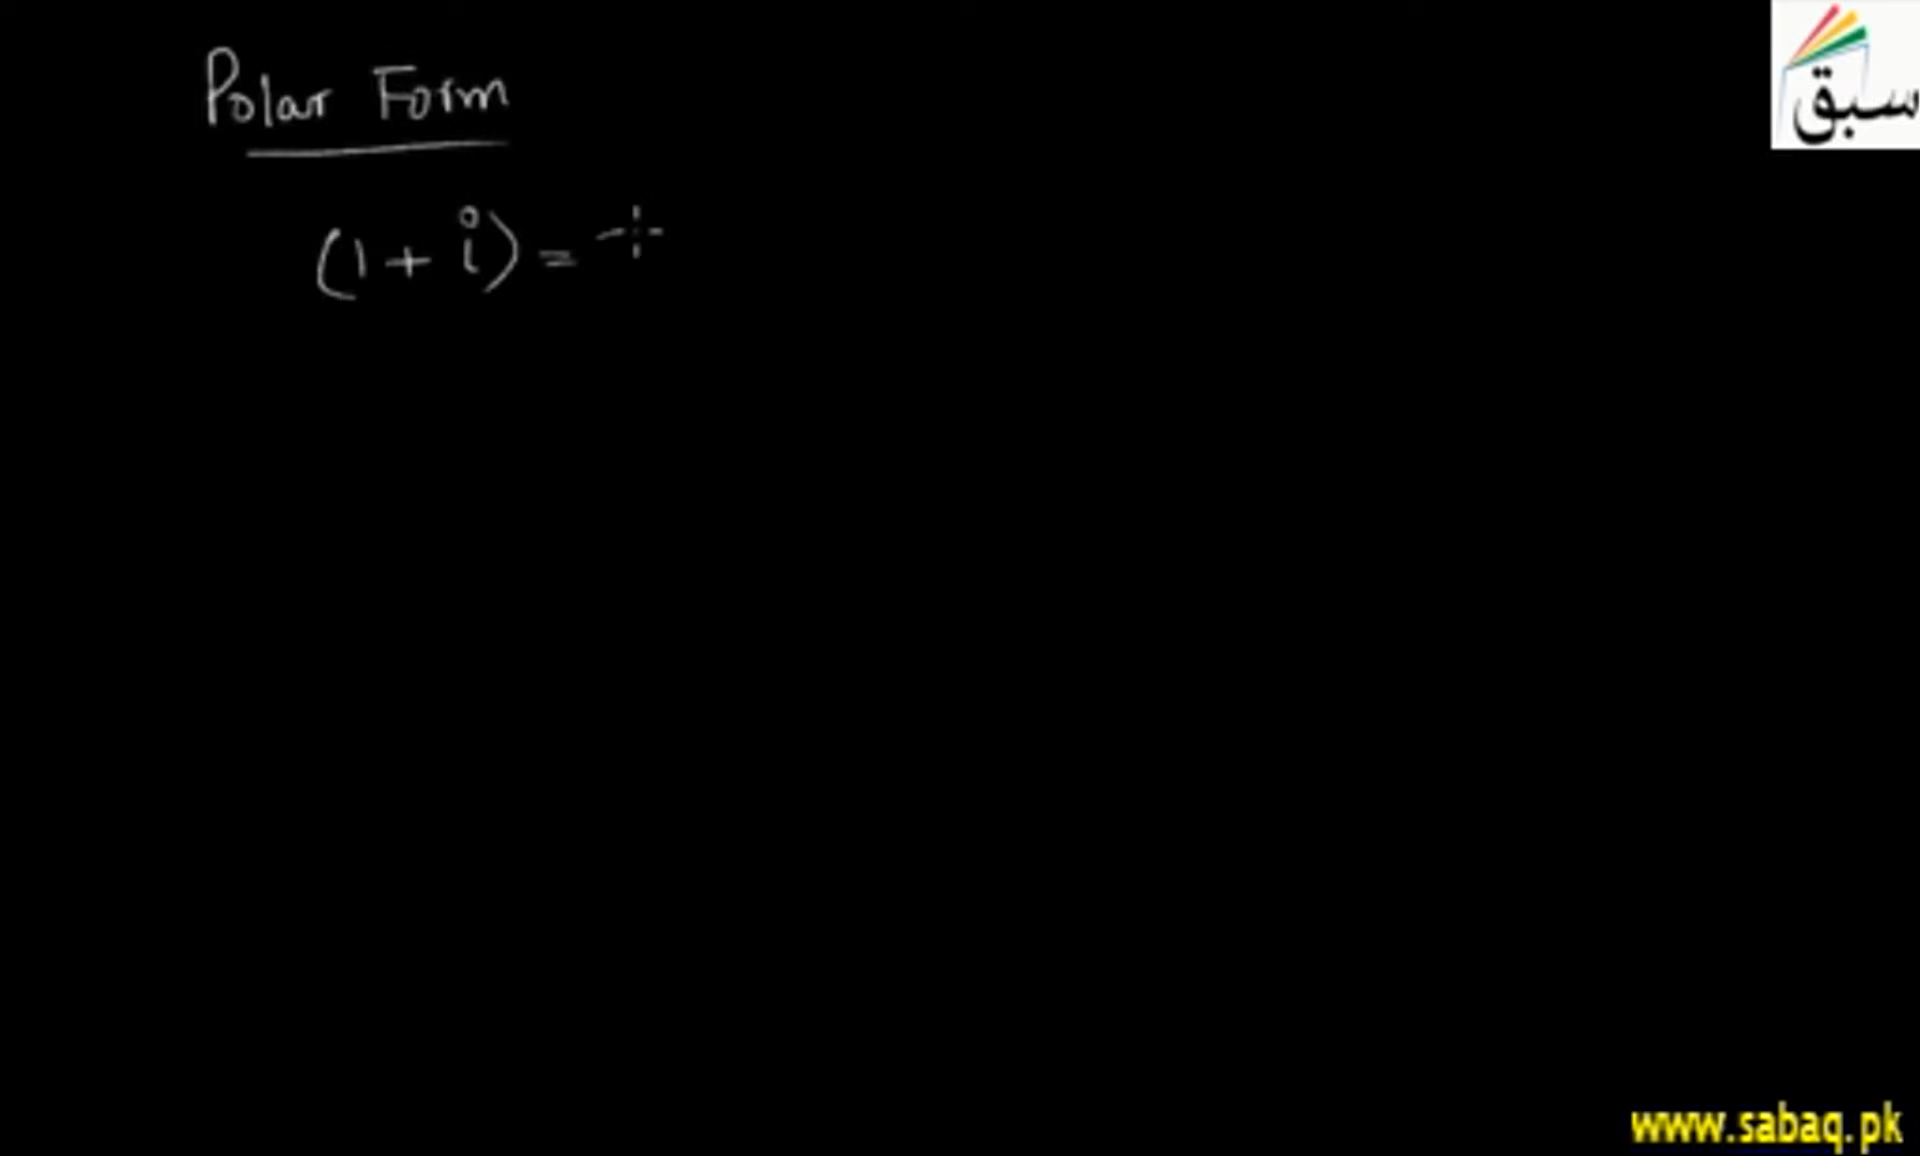 Polar Form
سبق
(1 + i) =
www.sabaq.pk